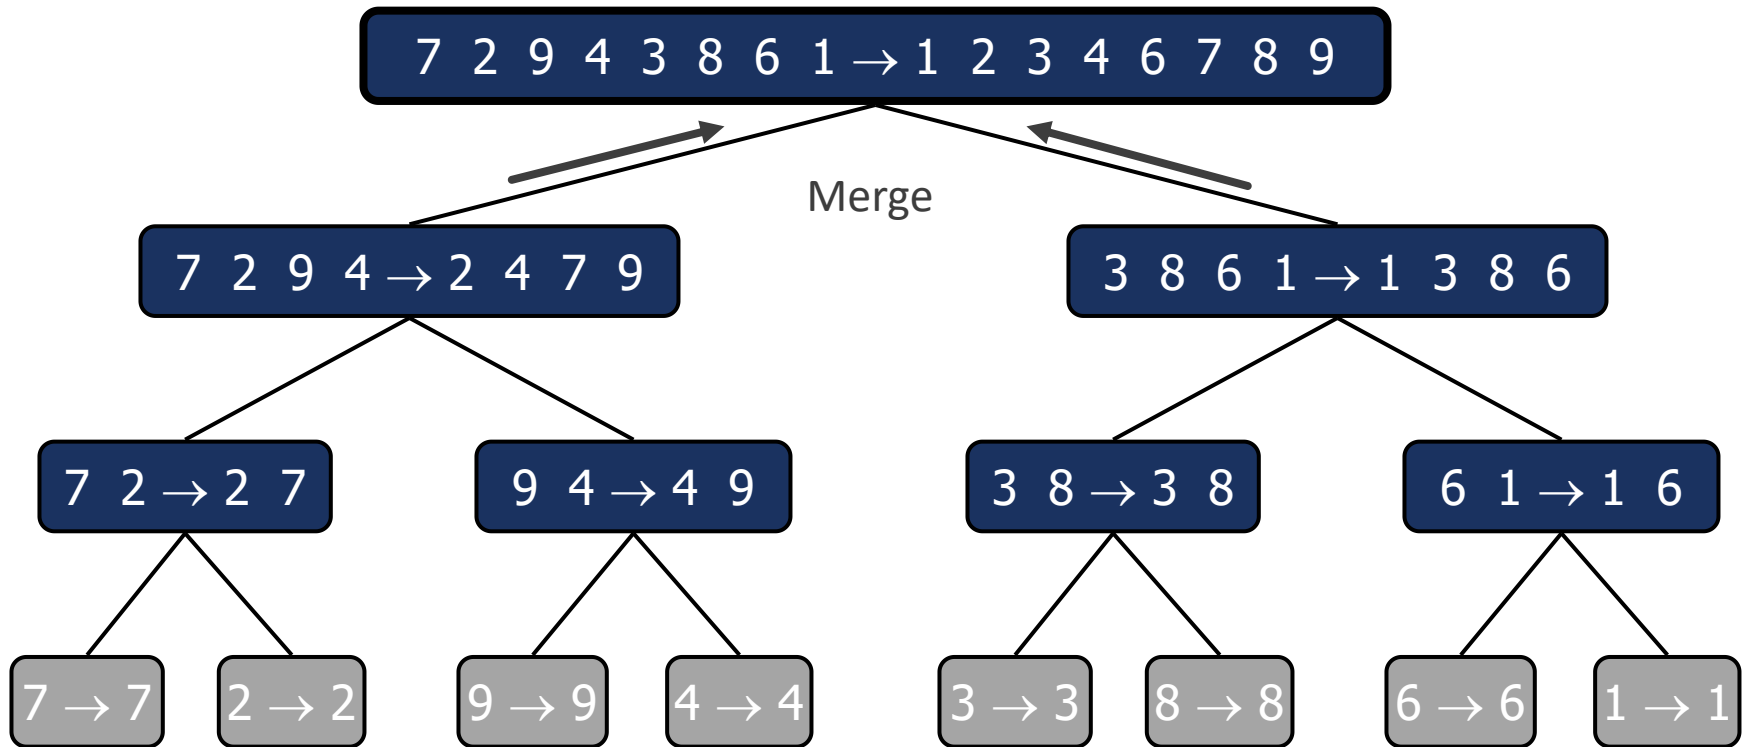 7 2 9 4 3 8 6 1 → 1 2 3 4 6 7 8 9
Merge
7 2 9 4 → 2 4 7 9
3 8 6 1 → 1 3 8 6
7 2 → 2 7
9 4 → 4 9
3 8 → 3 8
6 1 → 1 6
7 → 7
2 → 2
9 → 9
4 → 4
3 → 3
8 → 8
6 → 6
1 → 1